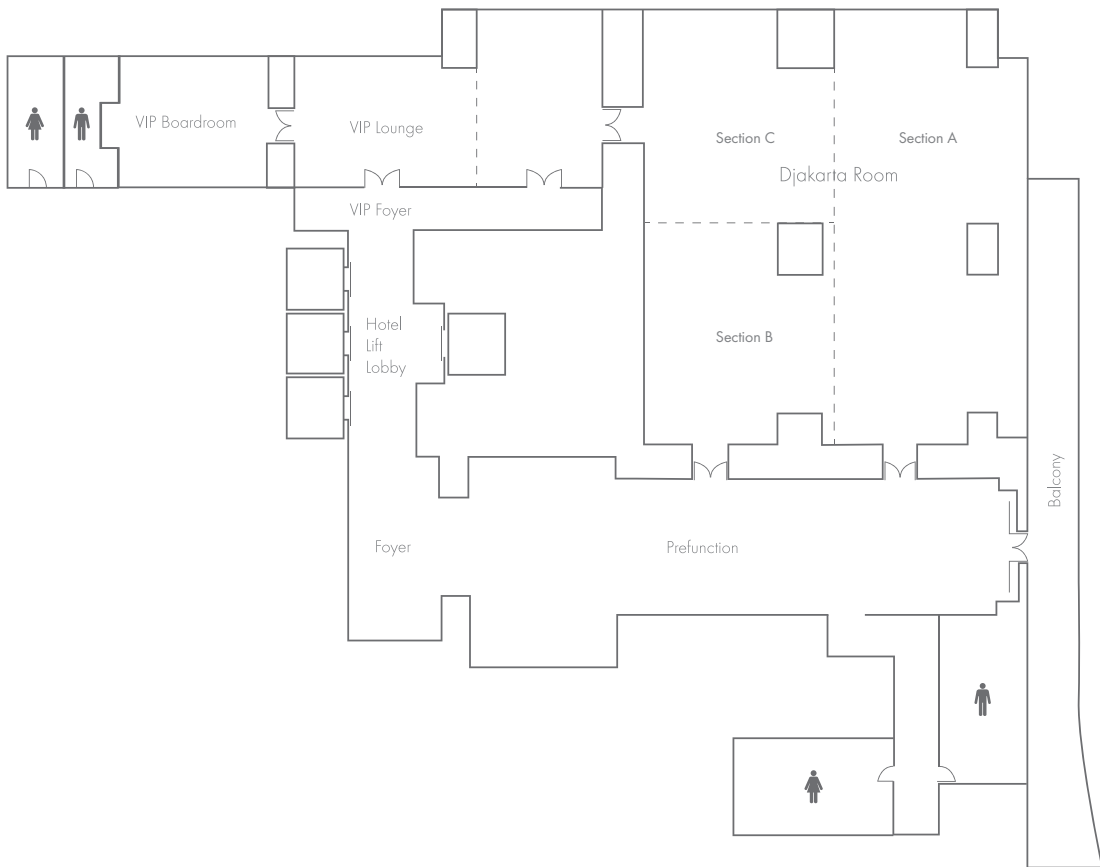 VIP Boardroom
VIP Lounge
Section C
Section A
Djakarta Room
VIP Foyer
Hotel
Lift
Lobby
Section B
Balcony
Foyer
Prefunction